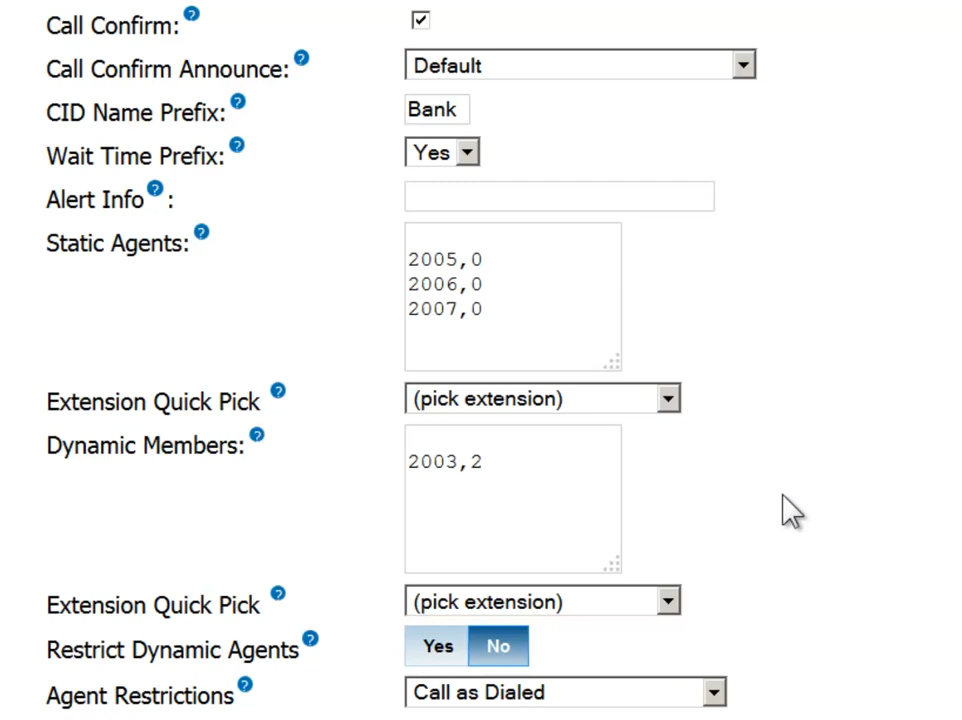 Call Confirm: ?
Call Confirm Announce: ? Default
CID Name Prefix: ? Bank
Wait Time Prefix: ? Yes
Alert Info ? :
Static Agents: ?
2005,0
2006,0
2007,0
Extension Quick Pick ? (pick extension)
Dynamic Members: ?
2003,2
Extension Quick Pick ? (pick extension)
Restrict Dynamic Agents ? Yes No
Agent Restrictions ? Call as Dialed